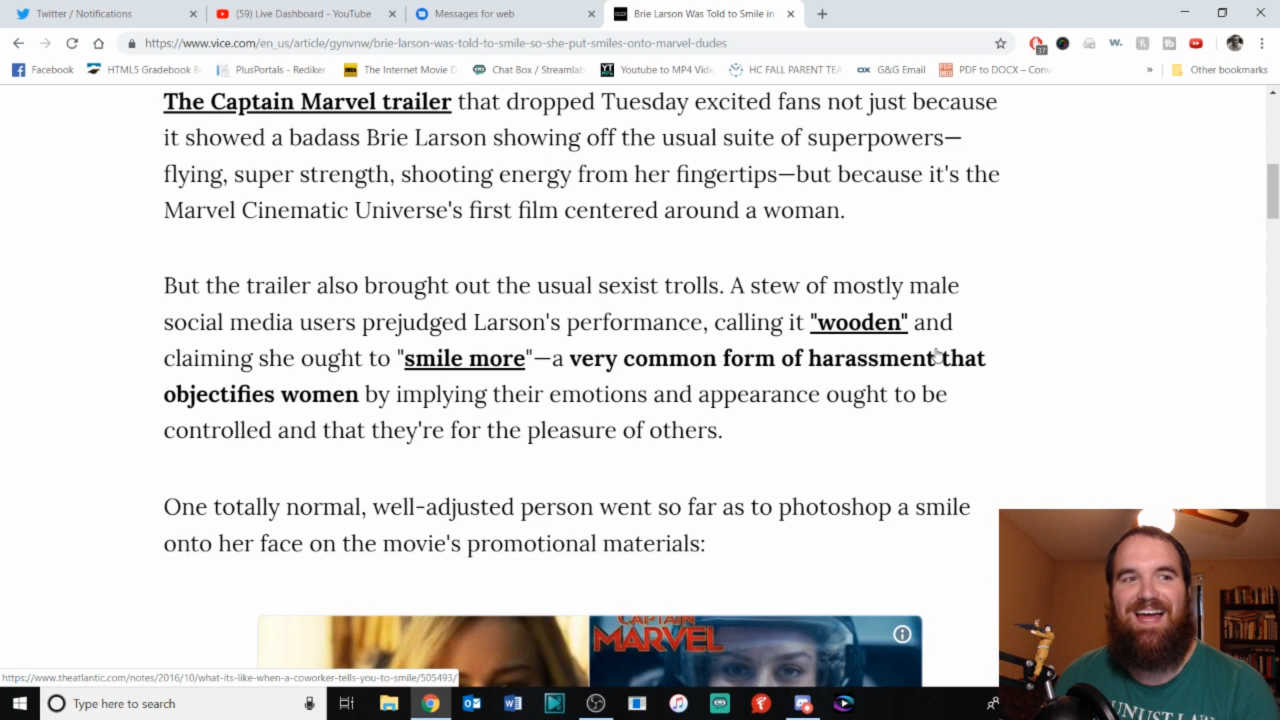 Twitter / Notifications
(59) Live Dashboard - YouTube
Messages for web
Brie Larson Was Told to Smile in
https://www.vice.com/en_us/article/gynvnw/brie-larson-was-told-to-smile-so-she-put-smiles-onto-marvel-dudes
Facebook
HTML5 Gradebook
PlusPortals - Rediker
The Internet Movie D
Chat Box / Streamlab
Youtube to MP4 Vide
HC FALL PARENT TEA
G&G Email
PDF to DOCX – Conv
Other bookmarks
The Captain Marvel trailer that dropped Tuesday excited fans not just because
it showed a badass Brie Larson showing off the usual suite of superpowers—
flying, super strength, shooting energy from her fingertips—but because it's the
Marvel Cinematic Universe's first film centered around a woman.
But the trailer also brought out the usual sexist trolls. A stew of mostly male
social media users prejudged Larson's performance, calling it "wooden" and
claiming she ought to "smile more"—a very common form of harassment that
objectifies women by implying their emotions and appearance ought to be
controlled and that they're for the pleasure of others.
One totally normal, well-adjusted person went so far as to photoshop a smile
onto her face on the movie's promotional materials:
CAPTAIN
MARVEL
https://www.theatlantic.com/notes/2016/10/what-its-like-when-a-coworker-tells-you-to-smile/505493/
UNJUST LAW
Type here to search